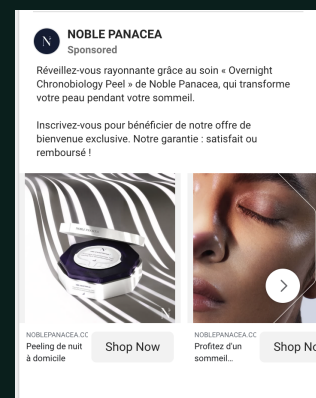 NOBLE PANACEA
Sponsored
Réveillez-vous rayonnante grâce au soin « Overnight
Chronobiology Peel » de Noble Panacea, qui transforme
votre peau pendant votre sommeil.
Inscrivez-vous pour bénéficier de notre offre de
bienvenue exclusive. Notre garantie : satisfait ou
remboursé !
NOBLEPANACEA.CC
Peeling de nuit
à domicile
Shop Now
NOBLEPANACEA.CC
Profitez d'un
sommeil...
Shop No